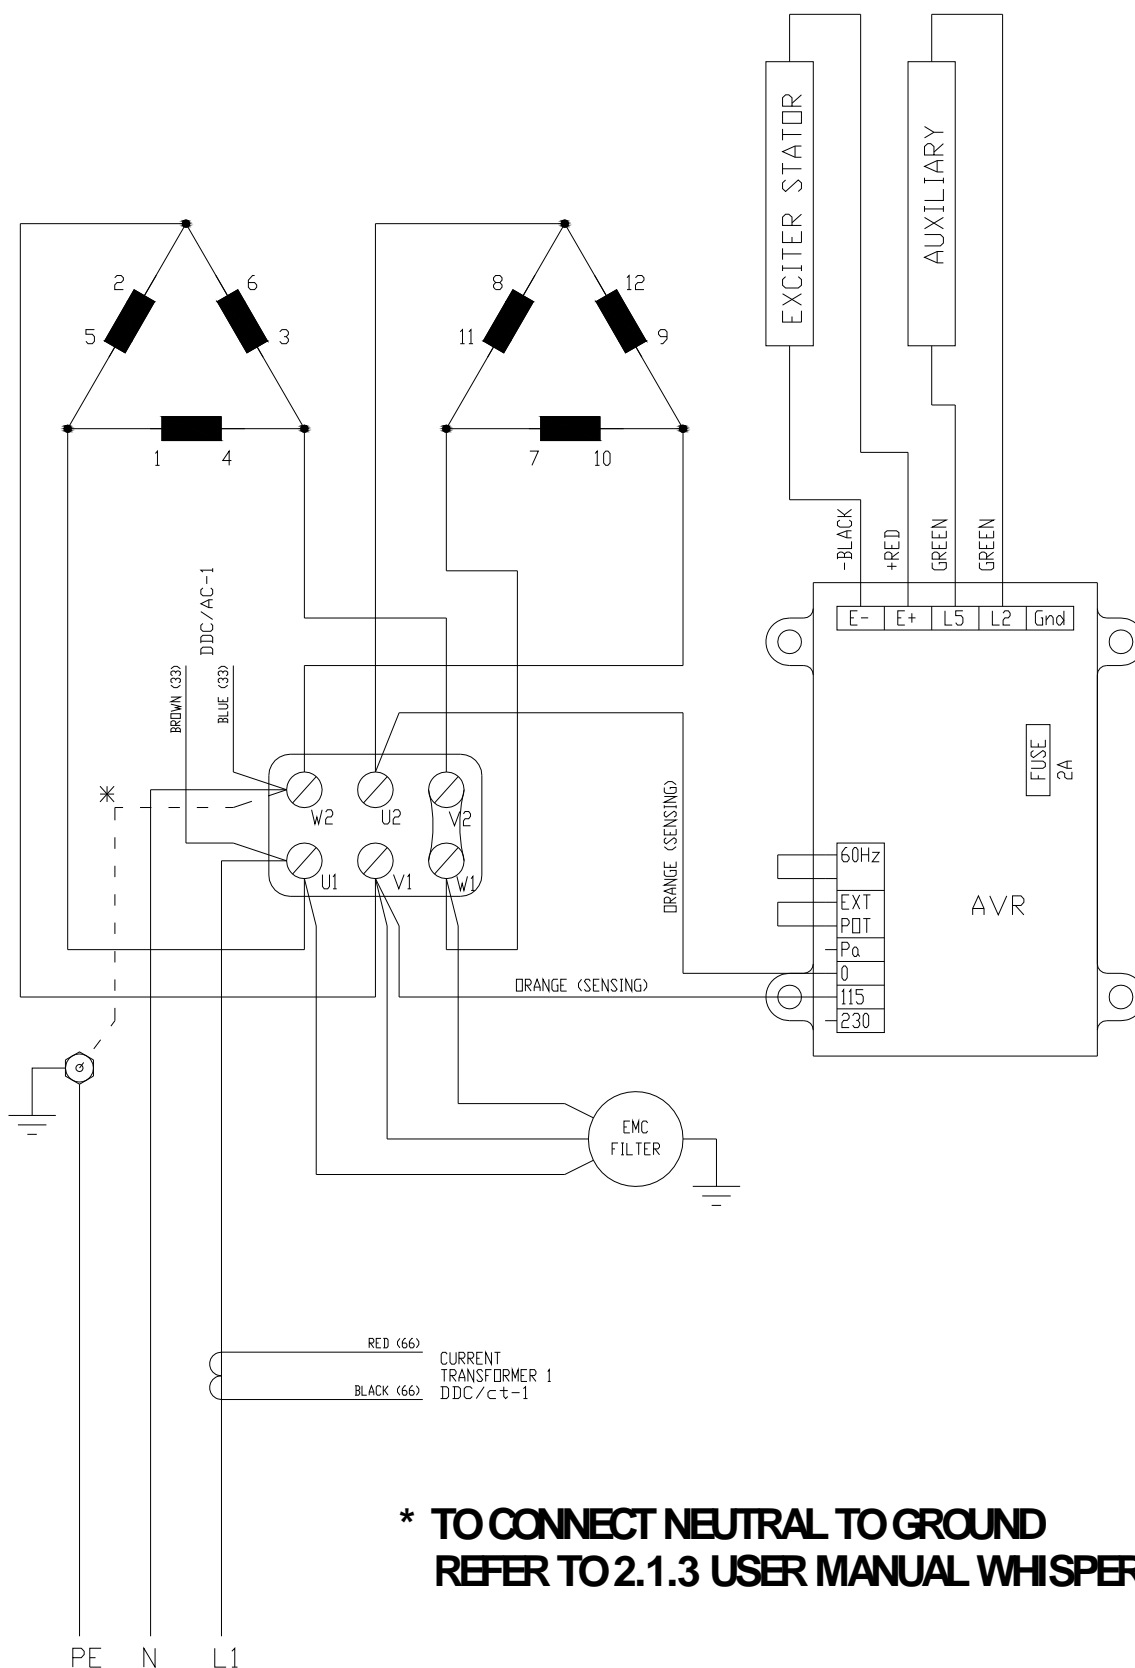 EXCITER STATOR
AUXILIARY
2
6
5
3
1
4
8
12
11
9
7
10
-BLACK
+RED
GREEN
GREEN
E-
E+
L5
L2
Gnd
DDC/AC-1
BROWN (33)
BLUE (33)
*
W2
U2
V2
U1
V1
W1
ORANGE (SENSING)
FUSE
2A
60Hz
EXT
POT
Pa
0
115
230
AVR
ORANGE (SENSING)
EMC
FILTER
RED (66)
CURRENT
TRANSFORMER 1
BLACK (66)
DDC/ct-1
* TO CONNECT NEUTRAL TO GROUND
REFER TO 2.1.3 USER MANUAL WHISPER
PE
N
L1